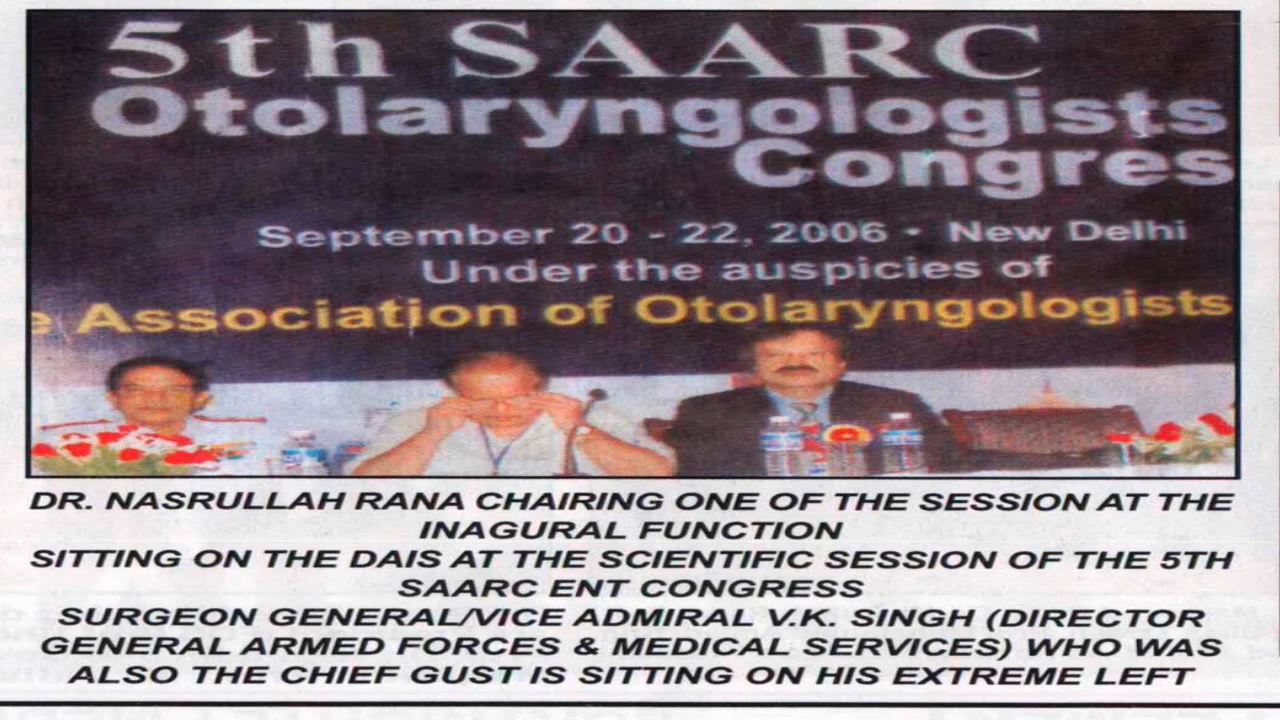 5th SAARC
Otolaryngologists
Congres
September 20 - 22, 2006 • New Delhi
Under the auspicies of
e Association of Otolaryngologists
DR. NASRULLAH RANA CHAIRING ONE OF THE SESSION AT THE
INAGURAL FUNCTION
SITTING ON THE DAIS AT THE SCIENTIFIC SESSION OF THE 5TH
SAARC ENT CONGRESS
SURGEON GENERAL/VICE ADMIRAL V.K. SINGH (DIRECTOR
GENERAL ARMED FORCES & MEDICAL SERVICES) WHO WAS
ALSO THE CHIEF GUST IS SITTING ON HIS EXTREME LEFT